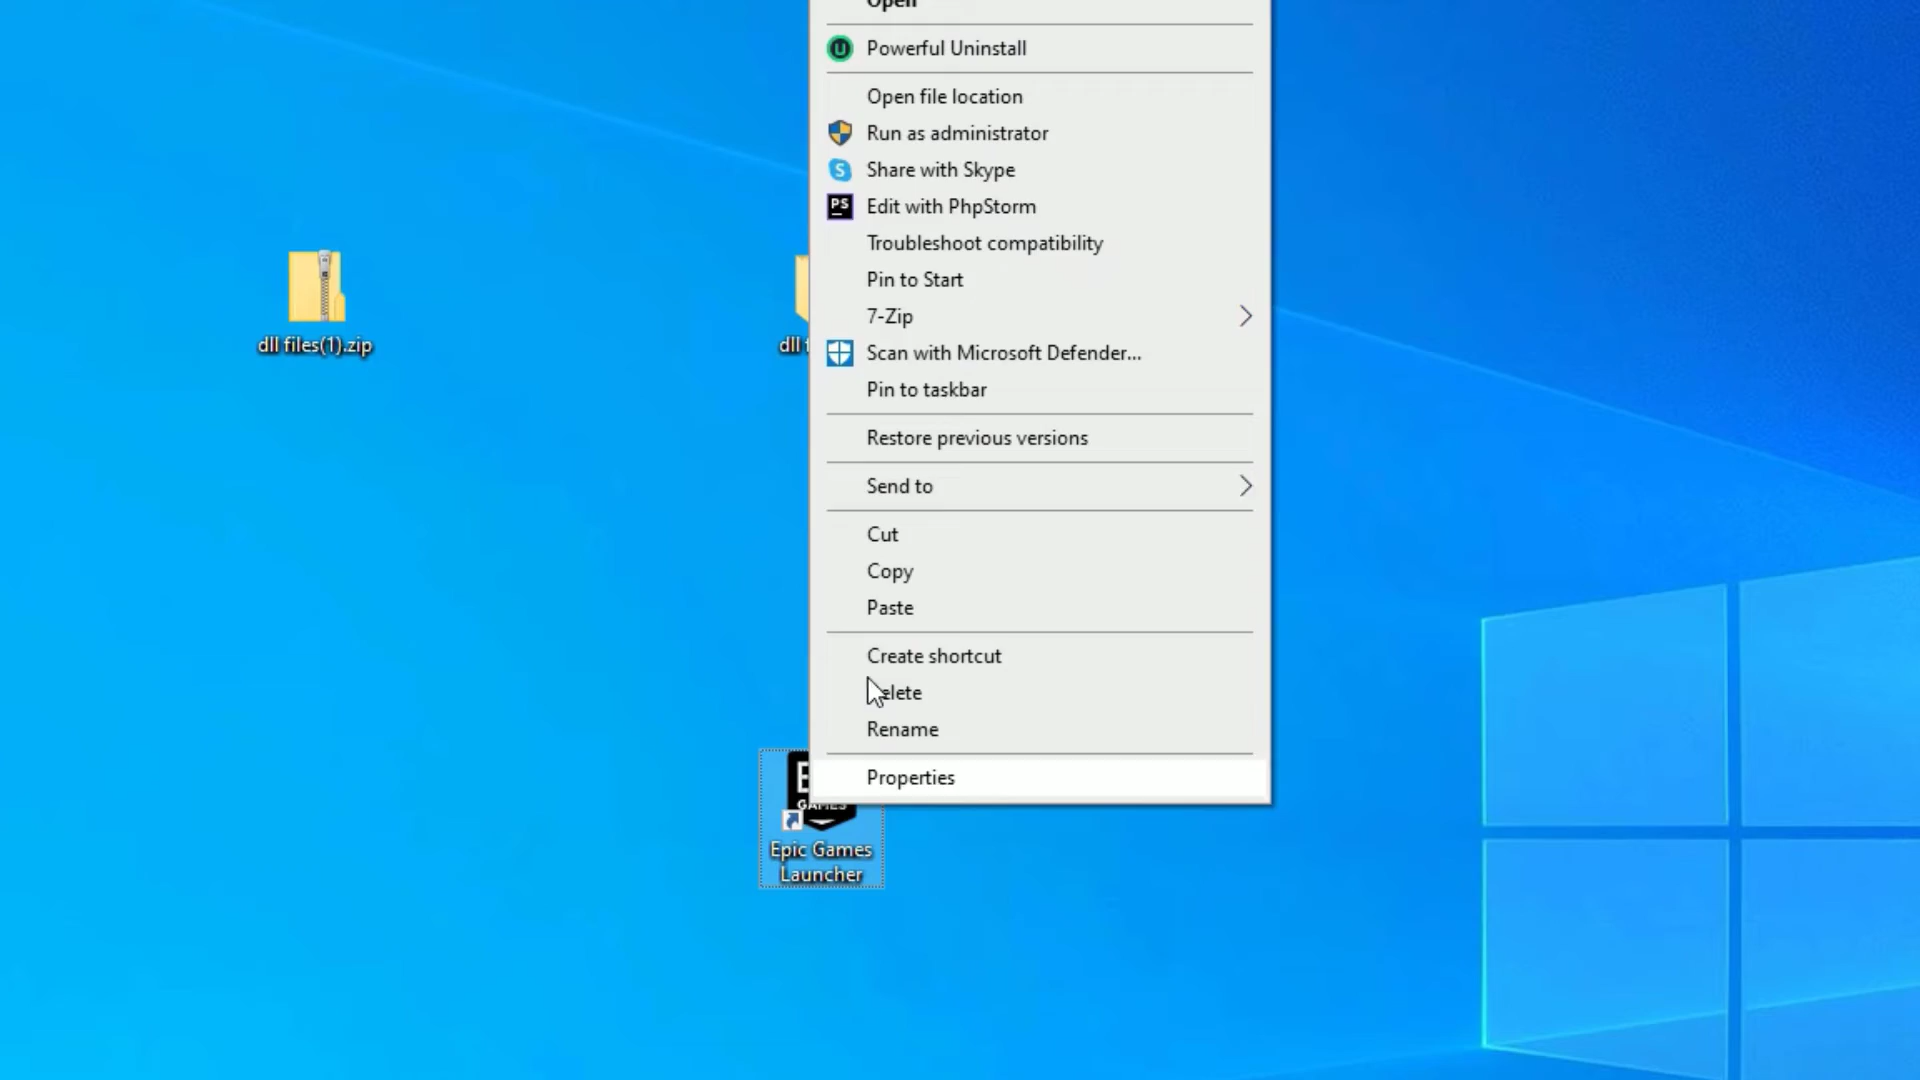 Open
Powerful Uninstall
Open file location
Run as administrator
Share with Skype
Edit with PhpStorm
Troubleshoot compatibility
Pin to Start
7-Zip
Scan with Microsoft Defender...
Pin to taskbar
Restore previous versions
Send to
Cut
Copy
Paste
Create shortcut
Rename
Properties
dll files(1).zip
dll
GAMES
Epic Games
Launcher